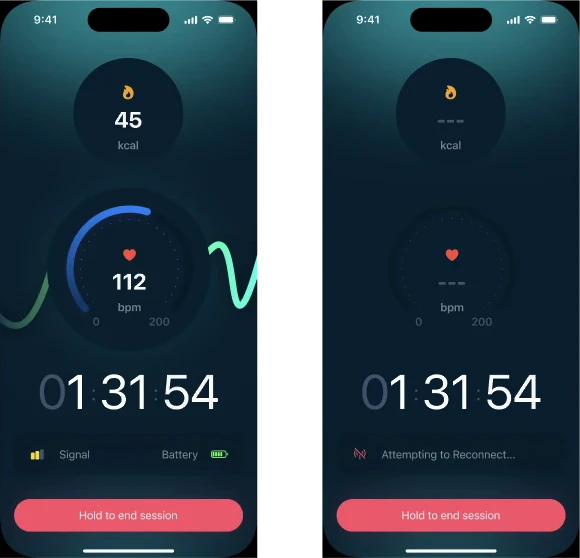 9:41
45
kcal
112
bpm
0 200
01:31:54
Signal Battery
Hold to end session
9:41
---
kcal
---
bpm
0 200
01:31:54
Attempting to Reconnect...
Hold to end session